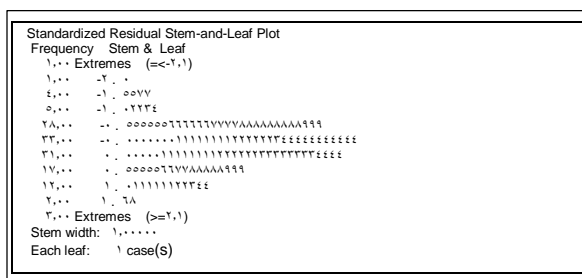 Standardized Residual Stem-and-Leaf Plot
Frequency Stem & Leaf
١,٠٠ Extremes (=<-٢,١)
١,٠٠ -٢ . ٠
٤,٠٠ -١ . ٥٥٧٧
٥,٠٠ -١ . ٠٢٢٣٤
٢٨,٠٠ -٠ . ٥٥٥٥٥٥٦٦٦٦٦٦٧٧٧٧٨٨٨٨٨٨٨٨٨٩٩٩
٣٣,٠٠ -٠ . ٠٠٠٠٠٠٠١١١١١١١١٢٢٢٢٢٢٣٤٤٤٤٤٤٤٤٤٤٤
٣١,٠٠ ٠ . ٠٠٠٠٠١١١١١١١١١٢٢٢٢٢٢٣٣٣٣٣٣٣٣٤٤٤٤
١٧,٠٠ ٠ . ٥٥٥٥٥٦٦٧٧٨٨٨٨٨٩٩٩
١٢,٠٠ ١ . ٠١١١١١١٢٢٣٤٤
٢,٠٠ ١ . ٦٨
٣,٠٠ Extremes (>=٢,١)
Stem width: ١,٠٠٠٠٠
Each leaf: ١ case(s)